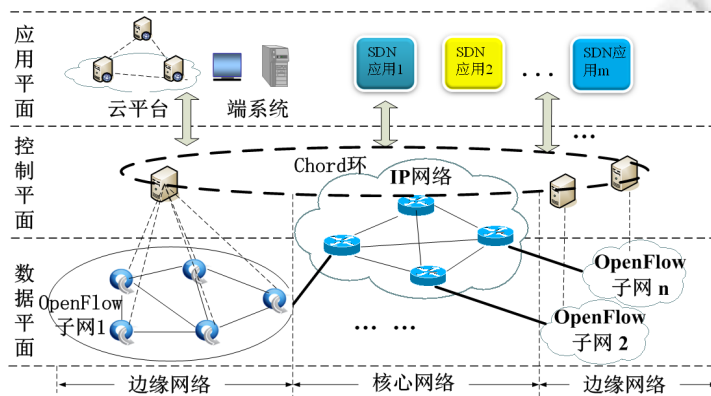 应用平面
云平台
端系统
SDN
应用1
SDN
应用2
...
SDN应
用m
控制平面
...
Chord环
IP网络
数据平面
OpenFlow
子网1
... ...
OpenFlow
子网 n
OpenFlow
子网 2
边缘网络
核心网络
边缘网络